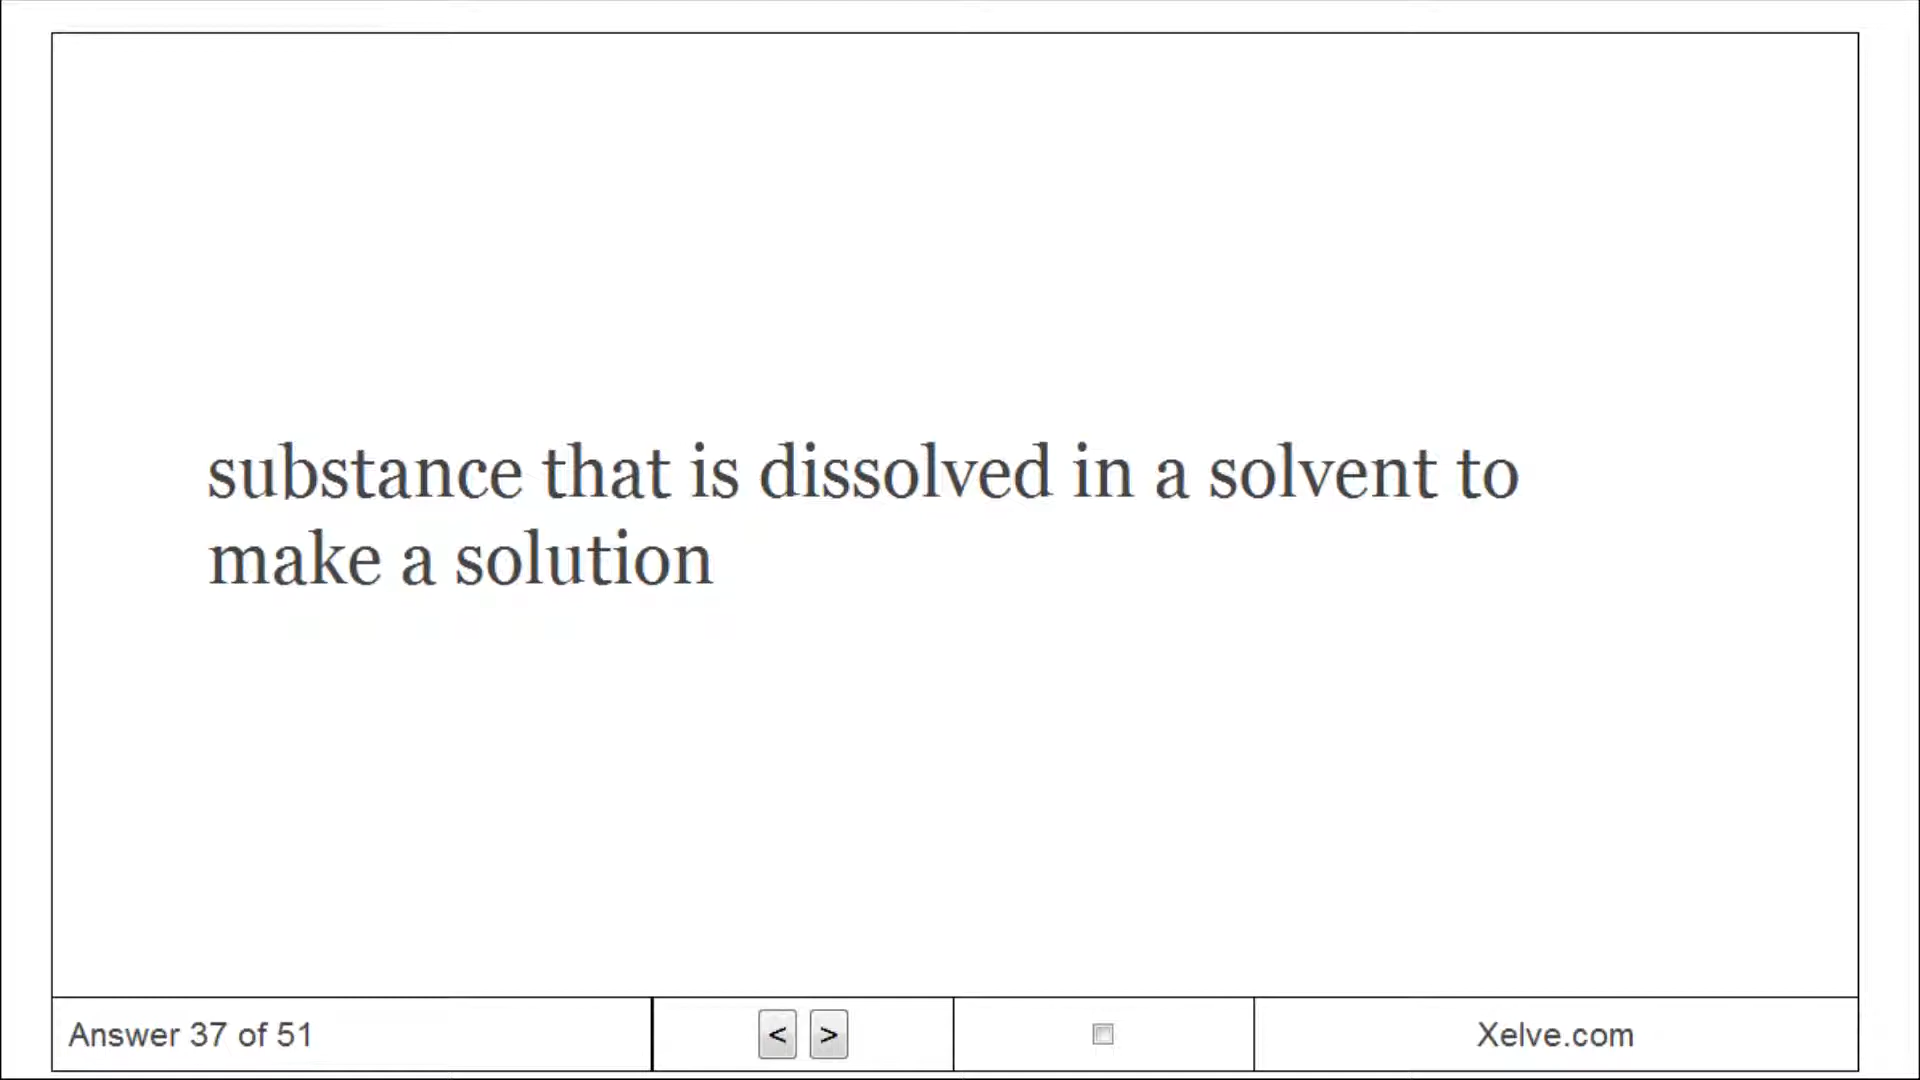 substance that is dissolved in a solvent to
make a solution
Answer 37 of 51
< >
Xelve.com